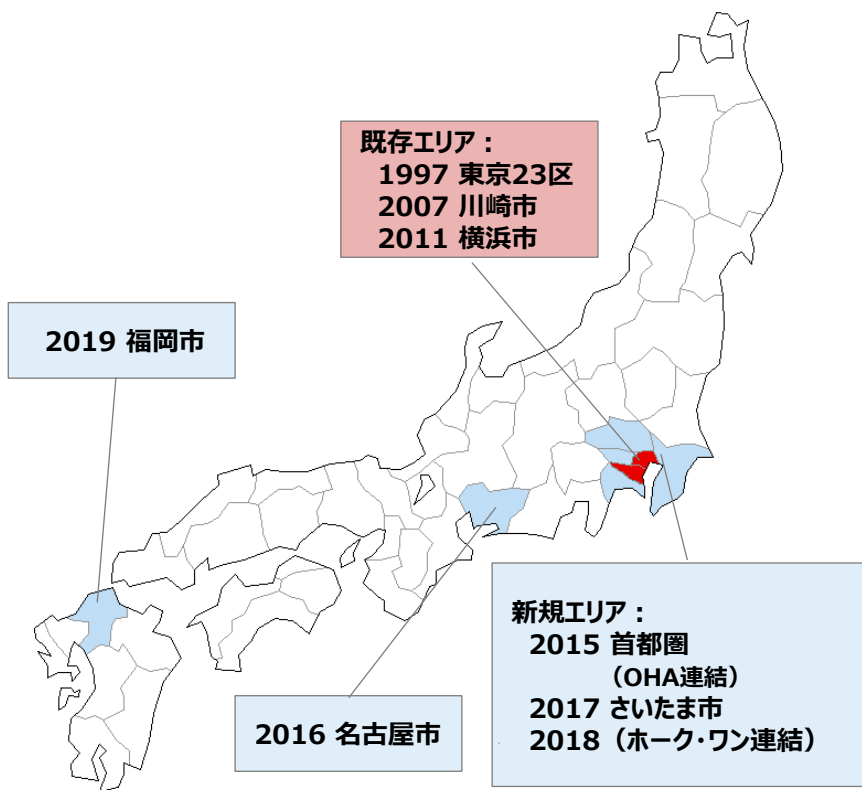 既存エリア：
1997 東京23区
2007 川崎市
2011 横浜市
2019 福岡市
新規エリア：
2015 首都圏
（OHA連結）
2017 さいたま市
2018（ホーク・ワン連結）
2016 名古屋市